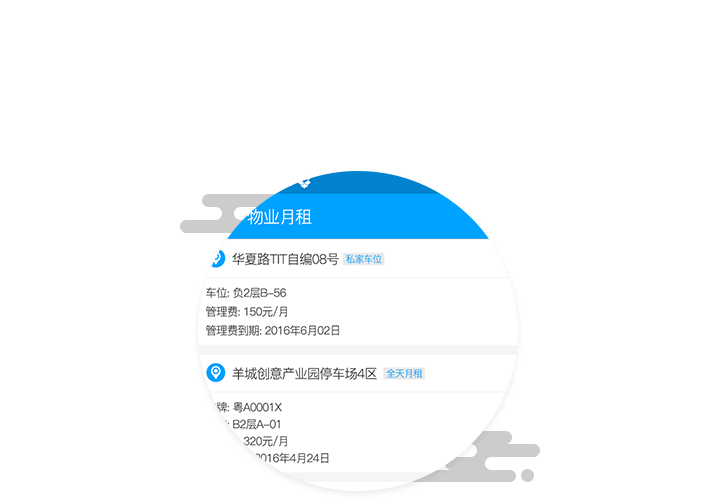 物业月租
华夏路TIT自编08号 私家车位
车位: 负2层B-56
管理费: 150元/月
管理费到期: 2016年6月02日
羊城创意产业园停车场4区 全天月租
牌: 粤A0001X
: B2层A-01
320元/月
2016年4月24日